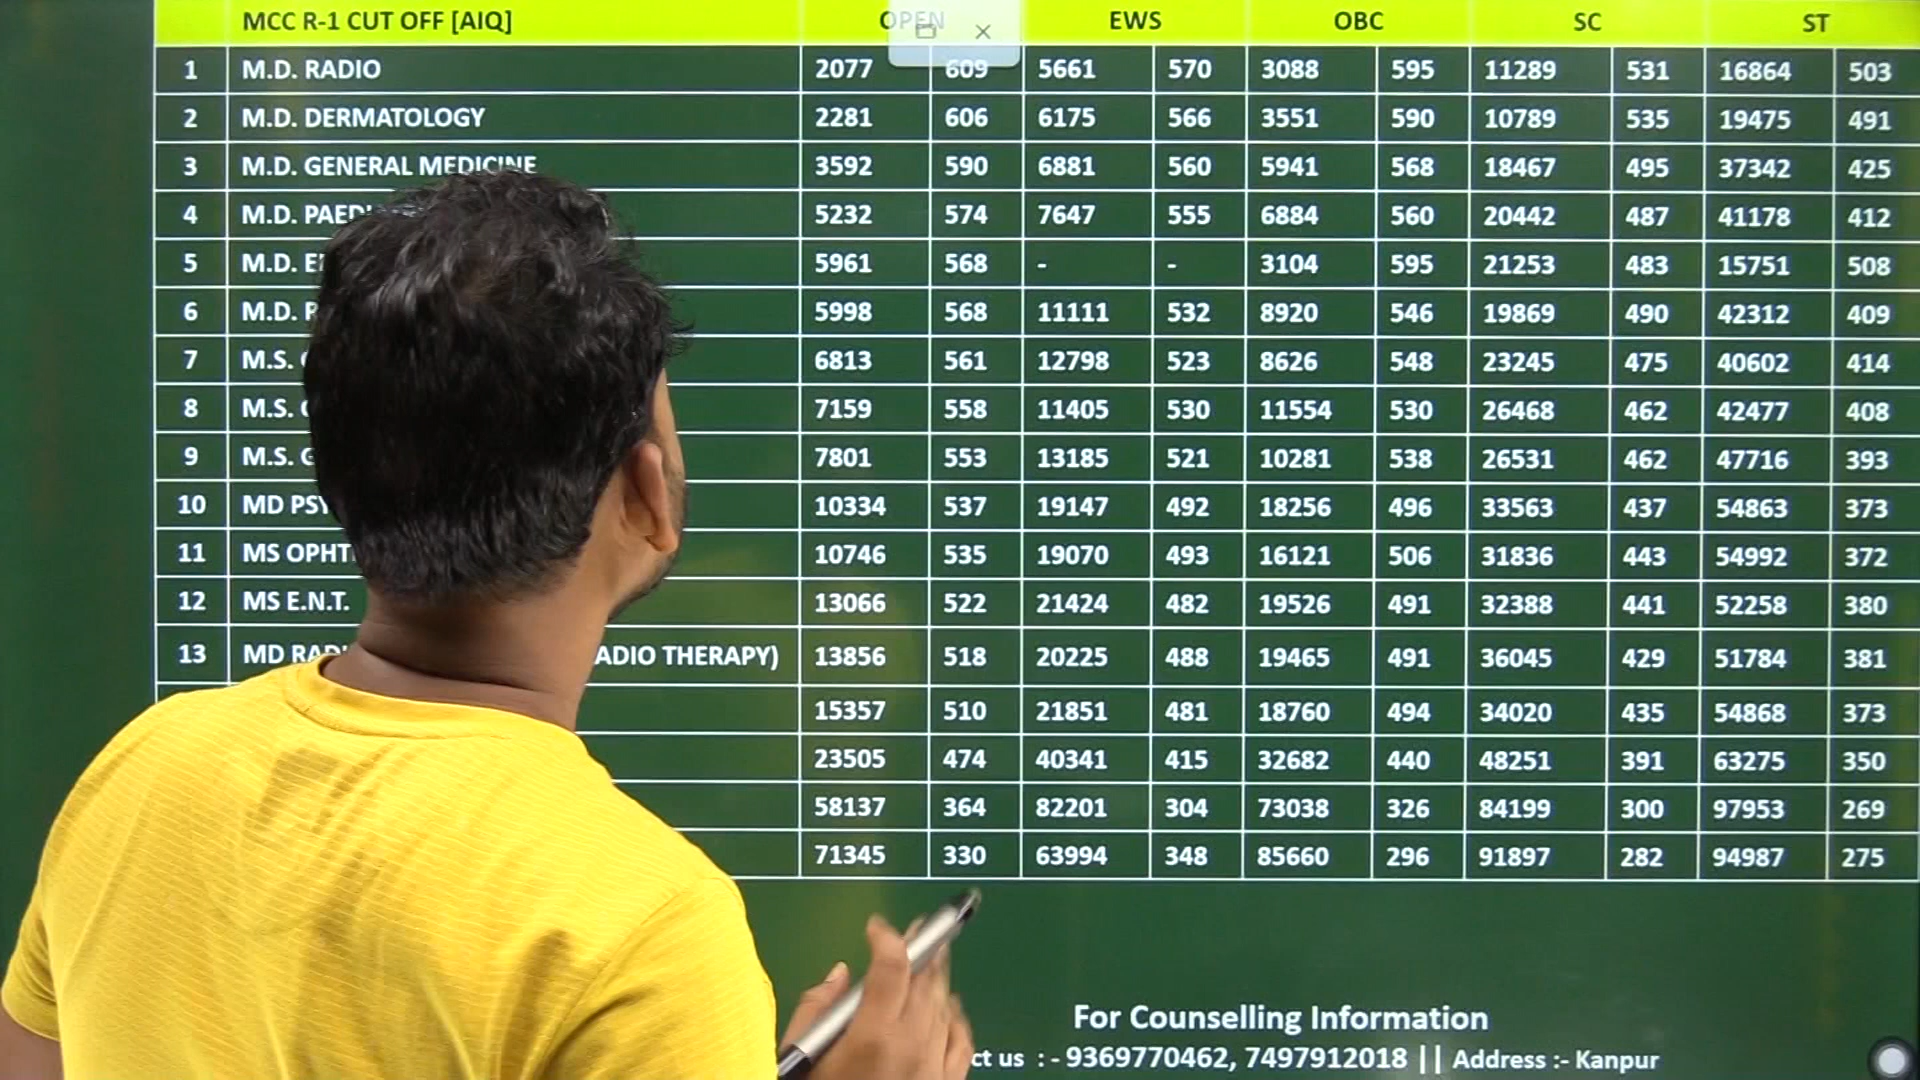 MCC R-1 CUT OFF [AIQ] OPEN EWS OBC SC ST
1 M.D. RADIO 2077 609 5661 570 3088 595 11289 531 16864 503
2 M.D. DERMATOLOGY 2281 606 6175 566 3551 590 10789 535 19475 491
3 M.D. GENERAL MEDICINE 3592 590 6881 560 5941 568 18467 495 37342 425
4 M.D. 5232 574 7647 555 6884 560 20442 487 41178 412
5 M.D. 5961 568 - - 3104 595 21253 483 15751 508
6 M.D. 5998 568 11111 532 8920 546 19869 490 42312 409
7 M.S. 6813 561 12798 523 8626 548 23245 475 40602 414
8 M.S. 7159 558 11405 530 11554 530 26468 462 42477 408
9 M.S. 7801 553 13185 521 10281 538 26531 462 47716 393
10 MD 10334 537 19147 492 18256 496 33563 437 54863 373
11 MS 10746 535 19070 493 16121 506 31836 443 54992 372
12 MS E.N.T. 13066 522 21424 482 19526 491 32388 441 52258 380
13 MD THERAPY) 13856 518 20225 488 19465 491 36045 429 51784 381
15357 510 21851 481 18760 494 34020 435 54868 373
23505 474 40341 415 32682 440 48251 391 63275 350
58137 364 82201 304 73038 326 84199 300 97953 269
71345 330 63994 348 85660 296 91897 282 94987 275
For Counselling Information
us : - 9369770462, 7497912018 || Address :- Kanpur